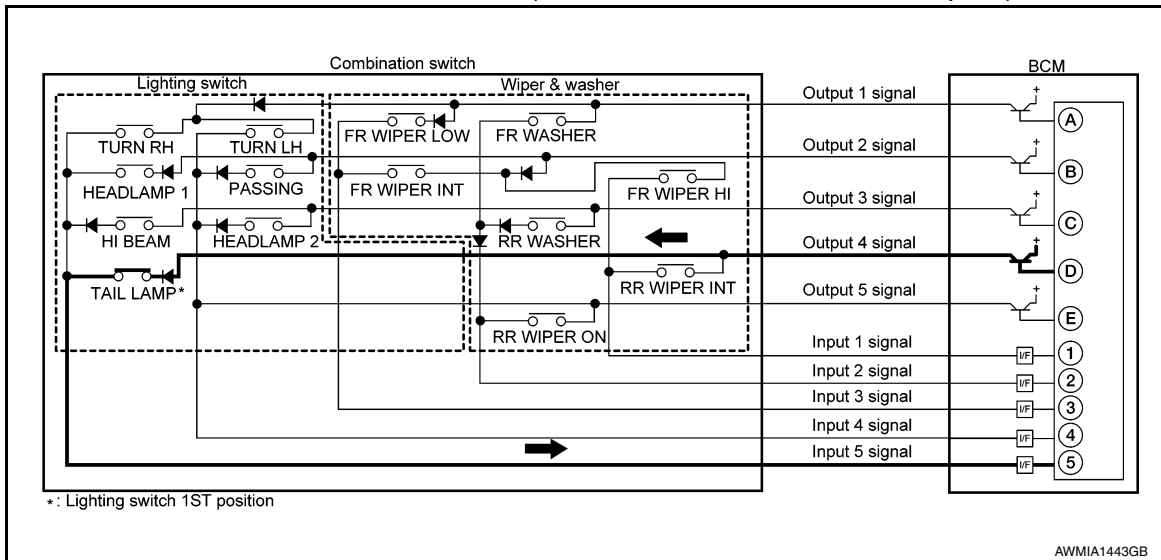 Combination switch
BCM
Lighting switch
Wiper & washer
Output 1 signal
+
A
TURN RH
TURN LH
FR WIPER LOW
FR WASHER
Output 2 signal
+
B
HEADLAMP 1
PASSING
FR WIPER INT
FR WIPER HI
Output 3 signal
+
C
HI BEAM
HEADLAMP 2
RR WASHER
Output 4 signal
+
D
TAIL LAMP*
RR WIPER INT
Output 5 signal
+
E
RR WIPER ON
Input 1 signal
I/F
1
Input 2 signal
I/F
2
Input 3 signal
I/F
3
Input 4 signal
I/F
4
Input 5 signal
I/F
5
*: Lighting switch 1ST position
AWMIA1443GB